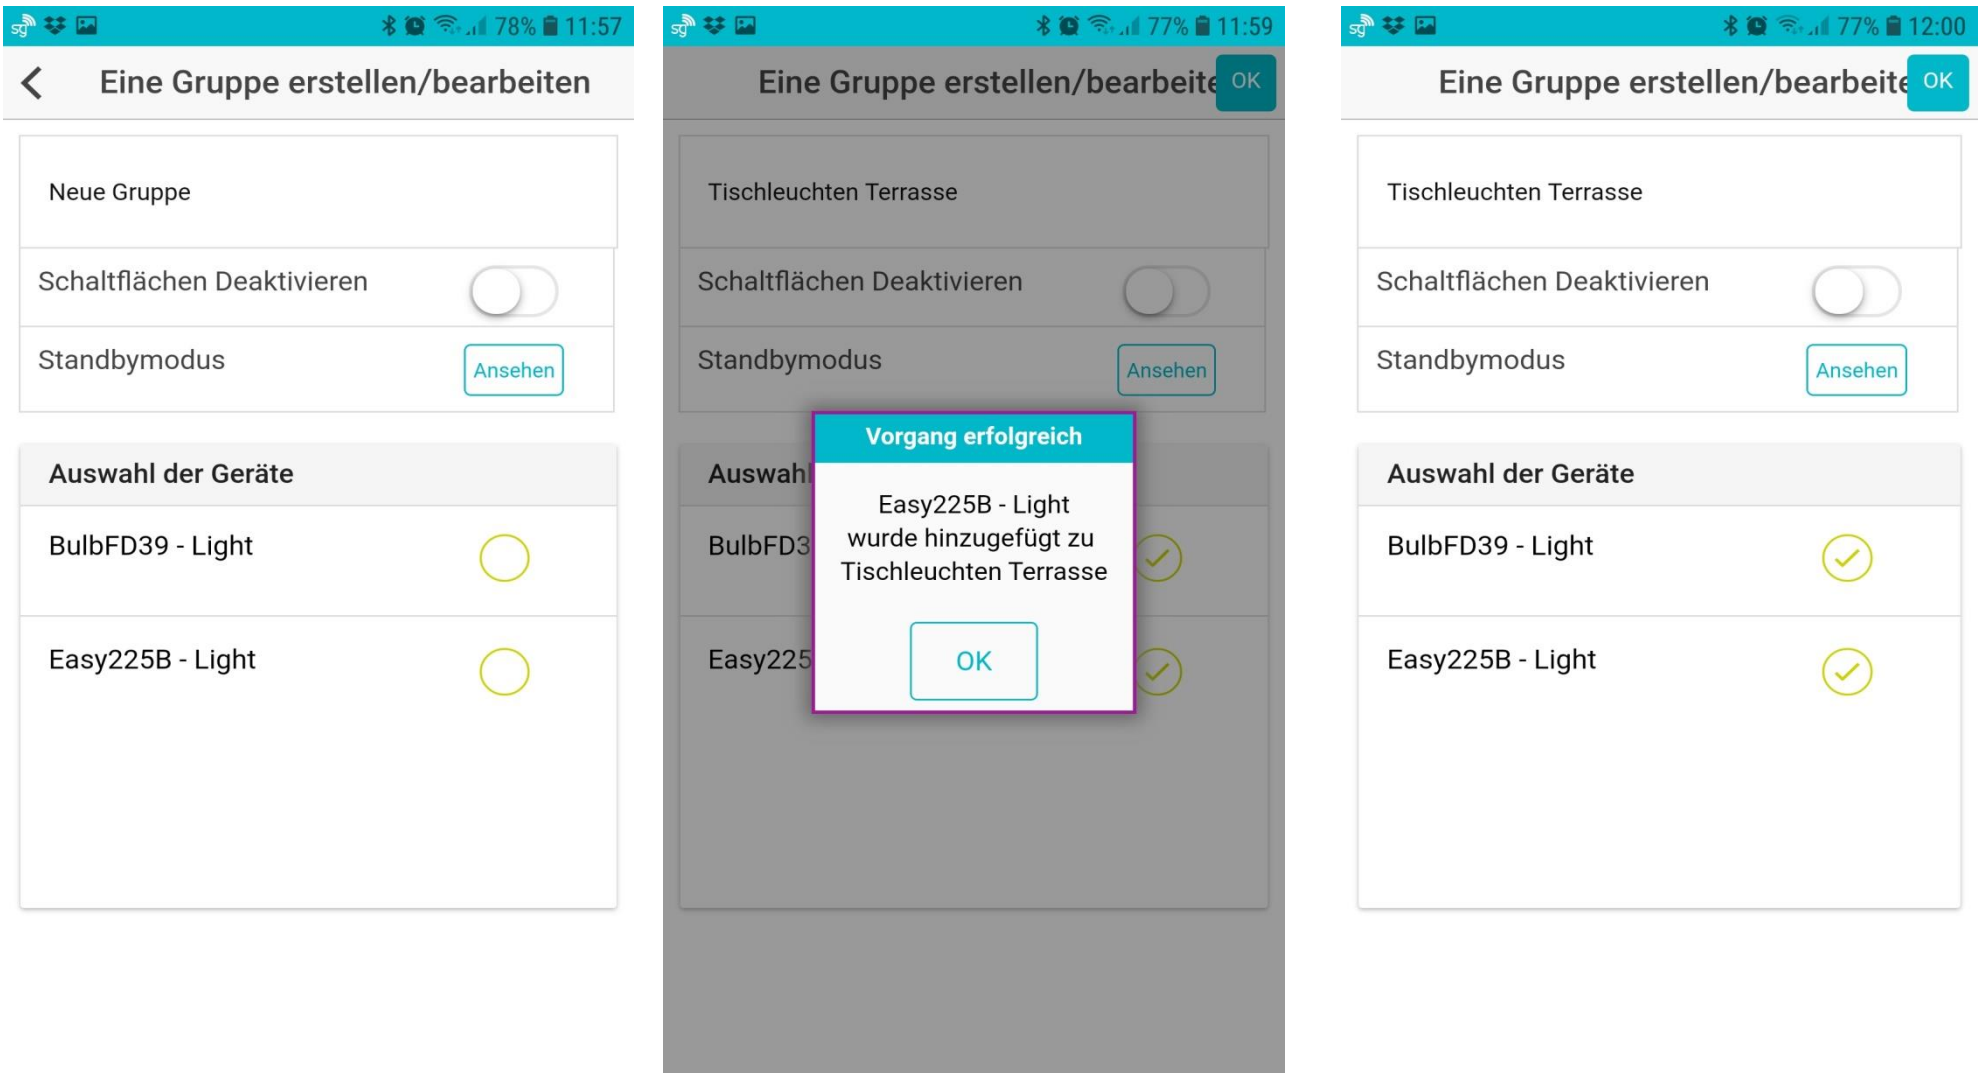 sg 78% 11:57
Eine Gruppe erstellen/bearbeiten
Neue Gruppe
Schaltflächen Deaktivieren
Standbymodus
Ansehen
Auswahl der Geräte
BulbFD39 - Light
Easy225B - Light
sg 77% 11:59
Eine Gruppe erstellen/bearbeite OK
Tischleuchten Terrasse
Schaltflächen Deaktivieren
Standbymodus
Ansehen
Auswahl
BulbFD3
Easy225
Vorgang erfolgreich
Easy225B - Light
wurde hinzugefügt zu
Tischleuchten Terrasse
OK
sg 77% 12:00
Eine Gruppe erstellen/bearbeite OK
Tischleuchten Terrasse
Schaltflächen Deaktivieren
Standbymodus
Ansehen
Auswahl der Geräte
BulbFD39 - Light
Easy225B - Light